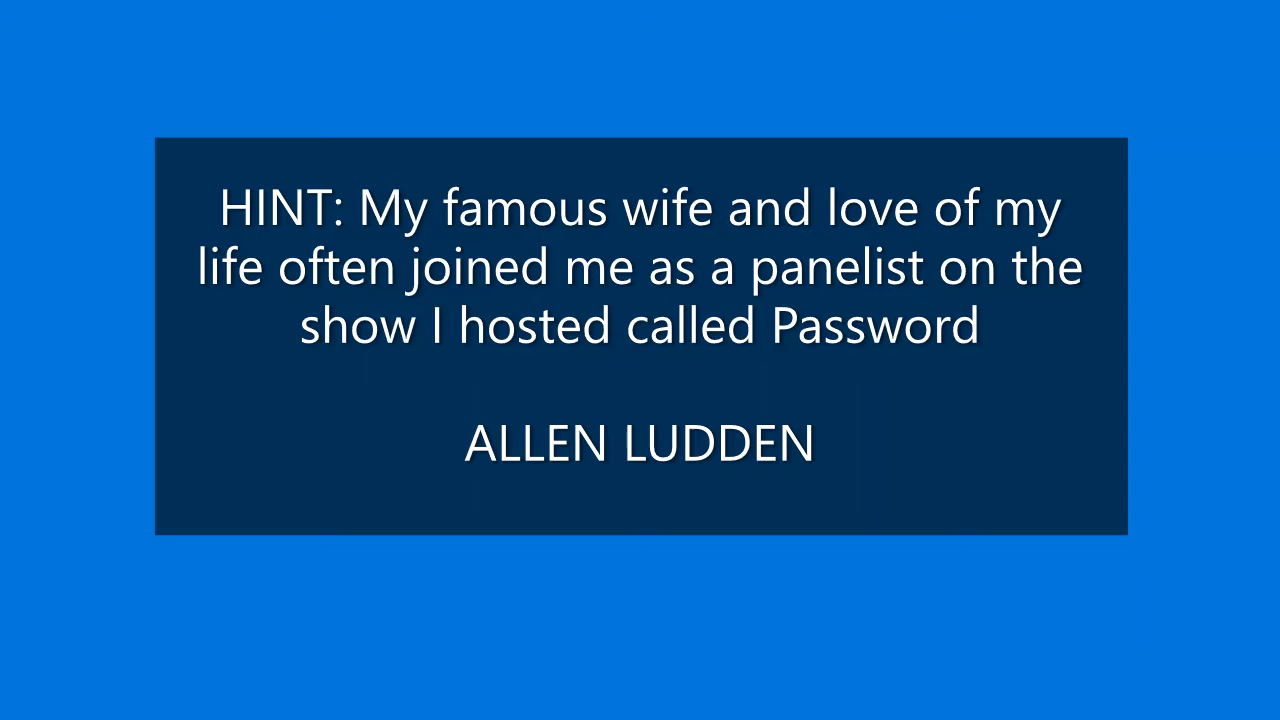 HINT: My famous wife and love of my
life often joined me as a panelist on the
show I hosted called Password
ALLEN LUDDEN